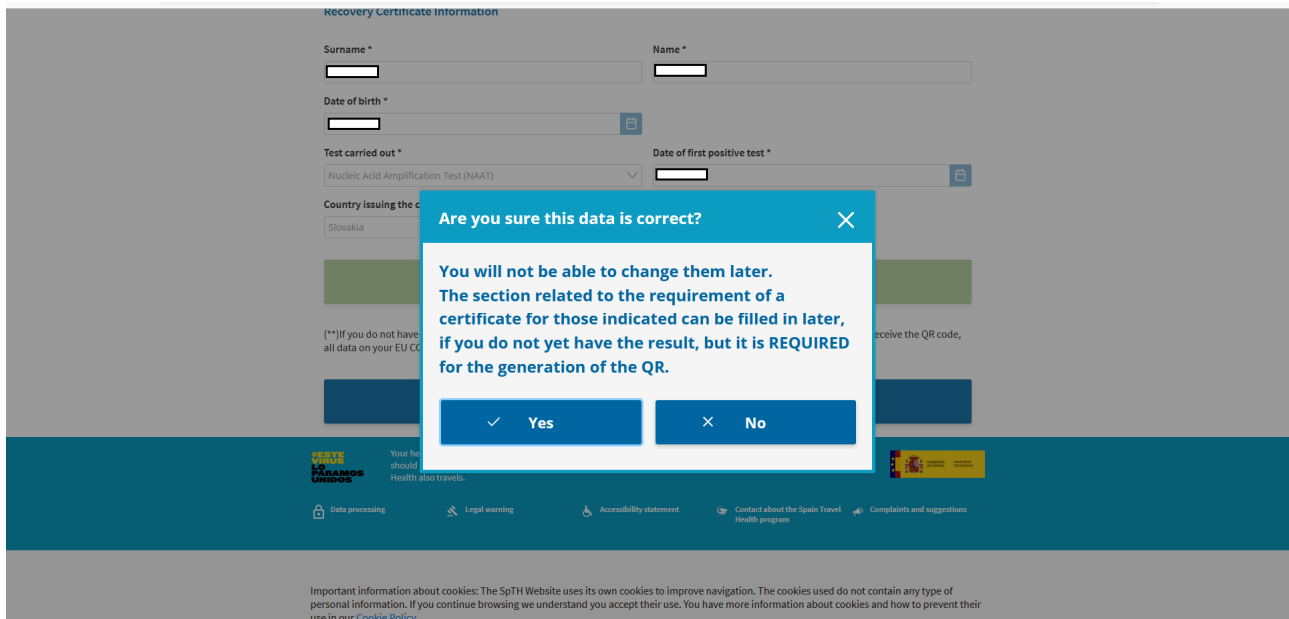 Recovery Certificate Information
Surname *
Name *
Date of birth *
Test carried out *
Date of first positive test *
Nucleic Acid Amplification Test (NAAT)
Country issuing the c
Slovakia
Are you sure this data is correct?
You will not be able to change them later.
The section related to the requirement of a
certificate for those indicated can be filled in later,
if you do not yet have the result, but it is REQUIRED
for the generation of the QR.
Yes
No
(**)If you do not have
eceive the QR code,
all data on your EU CO
#ESTE
VIRUS
LO
PARAMOS
UNIDOS
Your he
should
Health also travels.
Data processing
Legal warning
Accessibility statement
Contact about the Spain Travel
Health program
Complaints and suggestions
Important information about cookies: The SpTH Website uses its own cookies to improve navigation. The cookies used do not contain any type of
personal information. If you continue browsing we understand you accept their use. You have more information about cookies and how to prevent their
use in our Cookie Policy